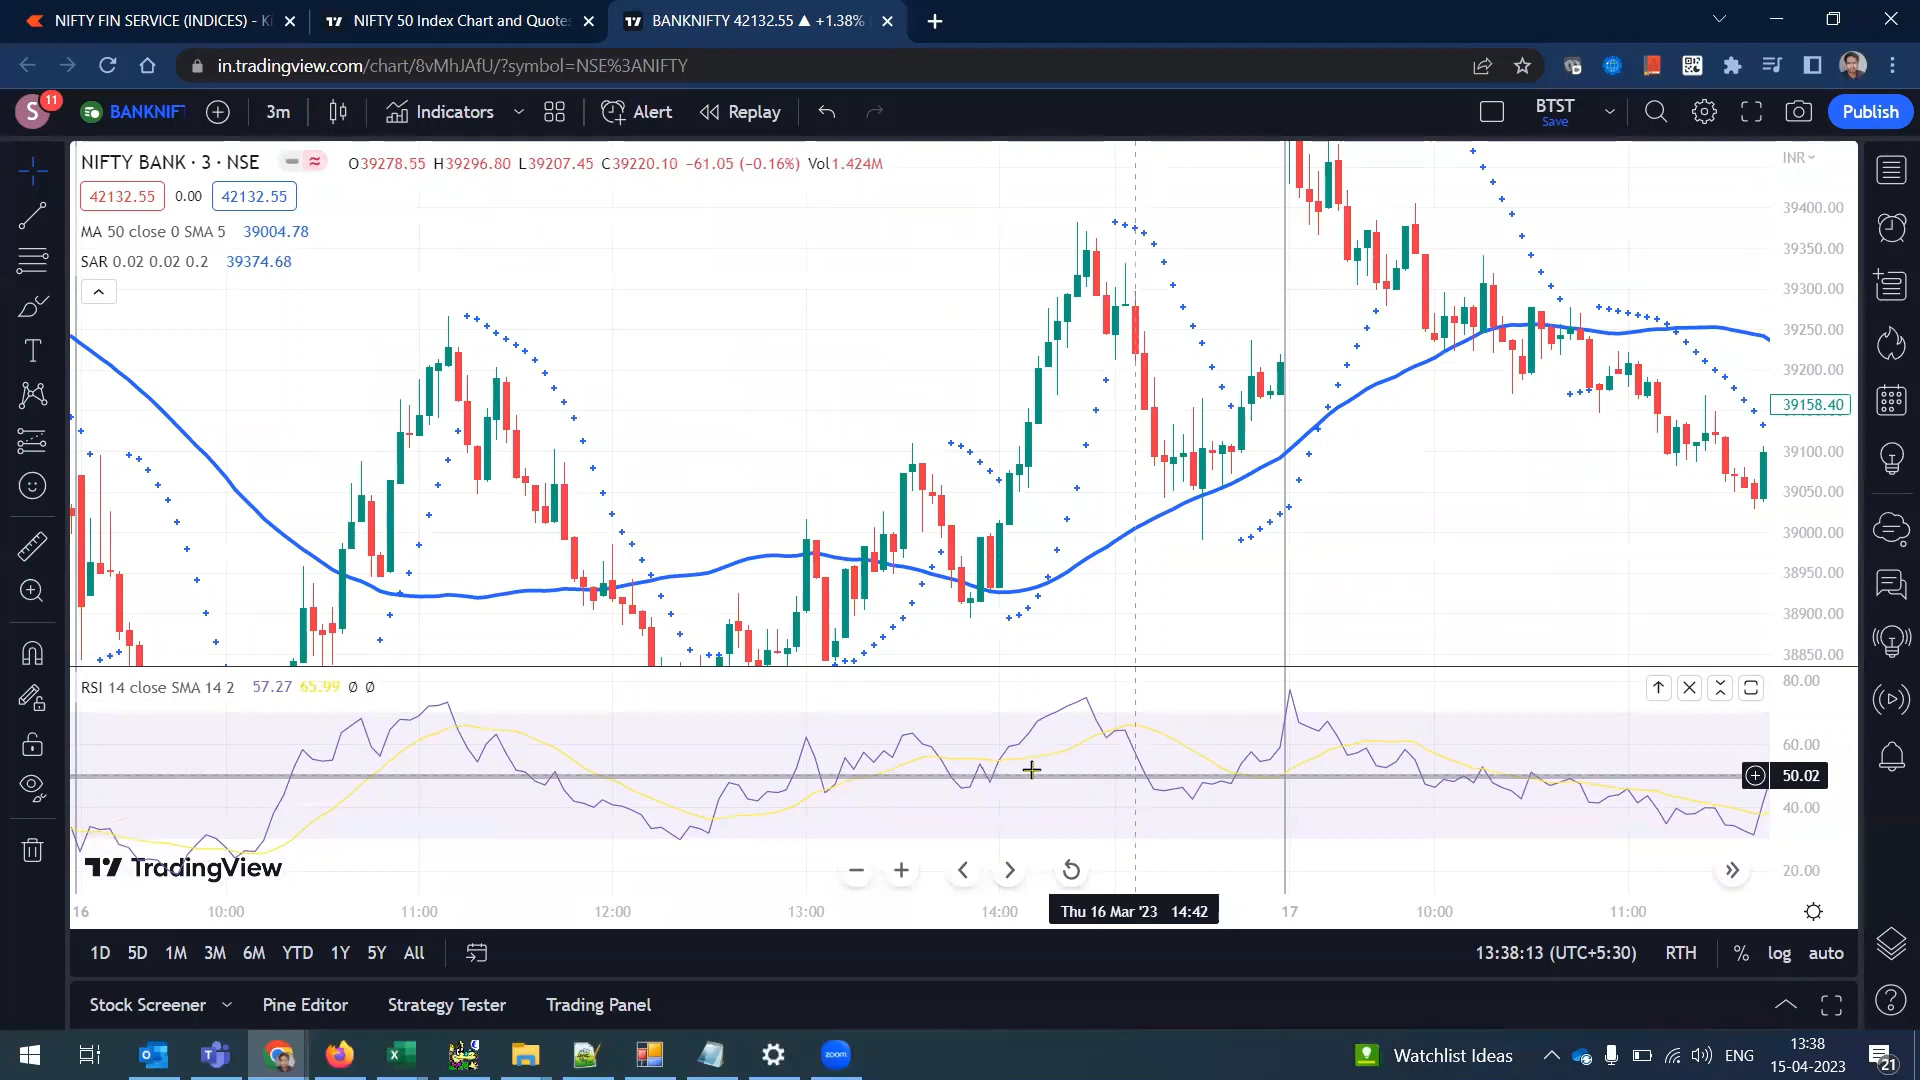 NIFTY FIN SERVICE (INDICES) - Ki
NIFTY 50 Index Chart and Quotes
BANKNIFTY 42132.55 ▲ +1.38%
in.tradingview.com/chart/8vMhJAfU/?symbol=NSE%3ANIFTY
S
11
BANKNIFT
3m
Indicators
Alert
Replay
BTST
Save
Publish
NIFTY BANK · 3 · NSE
O39278.55 H39296.80 L39207.45 C39220.10 −61.05 (−0.16%) Vol1.424M
INR
42132.55 0.00 42132.55
MA 50 close 0 SMA 5 39004.78
SAR 0.02 0.02 0.2 39374.68
39400.00
39350.00
39300.00
39250.00
39200.00
39158.40
39100.00
39050.00
39000.00
38950.00
38900.00
38850.00
RSI 14 close SMA 14 2 57.27 65.99 Ø Ø
80.00
60.00
50.02
40.00
20.00
TradingView
16 10:00 11:00 12:00 13:00 14:00 Thu 16 Mar '23 14:42 17 10:00 11:00
1D 5D 1M 3M 6M YTD 1Y 5Y All
13:38:13 (UTC+5:30) RTH % log auto
Stock Screener Pine Editor Strategy Tester Trading Panel
zoom
Watchlist Ideas
ENG
13:38
15-04-2023
21